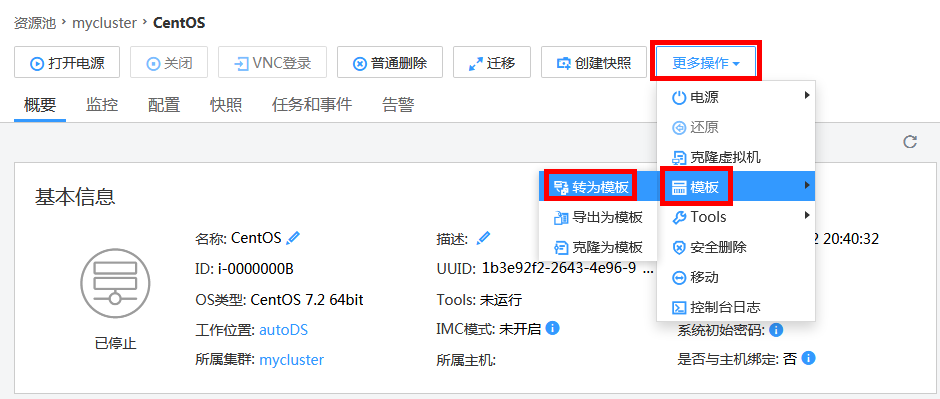 资源池 › mycluster › CentOS
打开电源 关闭 VNC登录 普通删除 迁移 创建快照 更多操作
概要 监控 配置 快照 任务和事件 告警
电源
还原
克隆虚拟机
模板
Tools
安全删除
移动
控制台日志
转为模板
导出为模板
克隆为模板
基本信息
已停止
名称: CentOS
ID: i-0000000B
OS类型: CentOS 7.2 64bit
工作位置: autoDS
所属集群: mycluster
描述:
UUID: 1b3e92f2-2643-4e96-9 ...
Tools: 未运行
IMC模式: 未开启
所属主机:
2 20:40:32
系统初始密码:
是否与主机绑定: 否